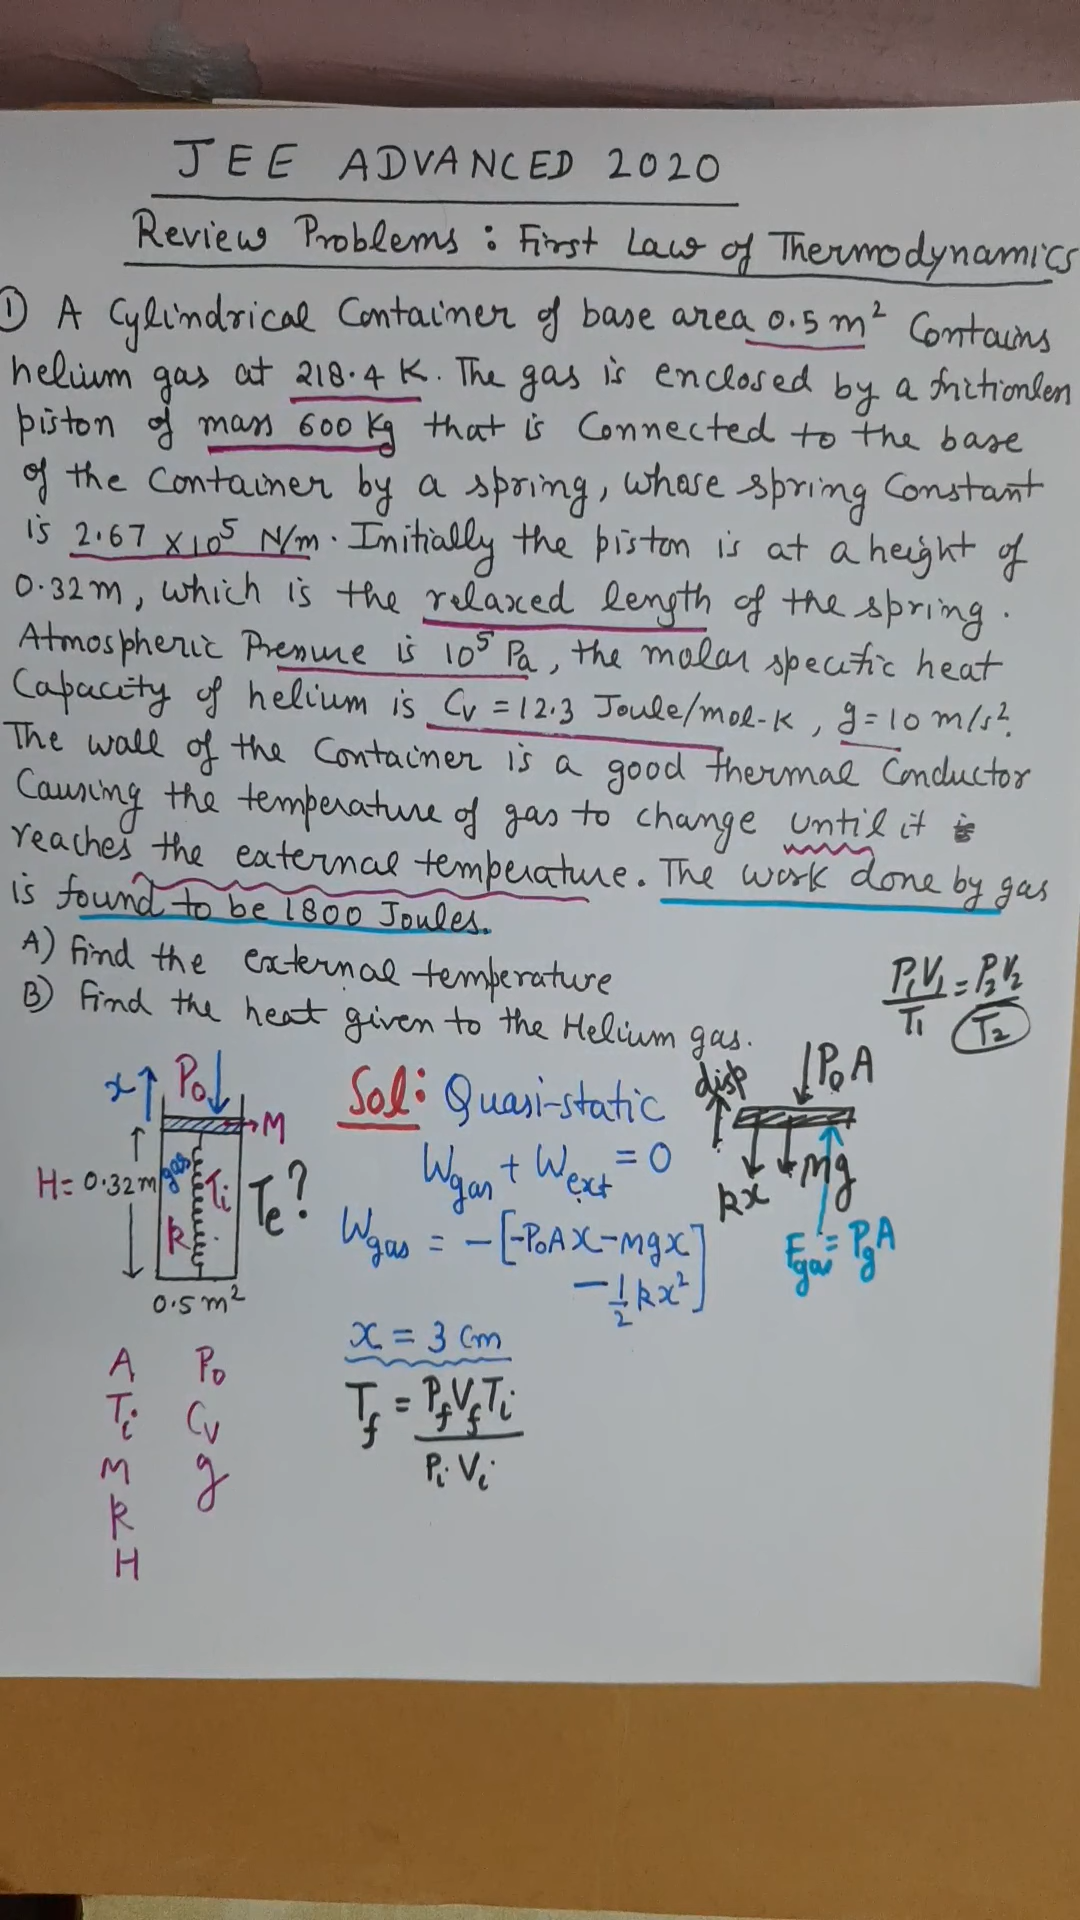 JEE ADVANCED 2020
Review Problems : First Law of Thermodynamics
① A Cylindrical Container of base area 0.5 m² Contains
helium gas at 218.4 K. The gas is enclosed by a frictionless
piston of mass 600 Kg that is Connected to the base
of the Container by a spring, whose spring Constant
is 2.67 x10⁵ N/m. Initially the piston is at a height of
0.32m, which is the relaxed length of the spring.
Atmospheric Pressure is 10⁵ Pa, the molar specific heat
Capacity of helium is Cv = 12.3 Joule/mol-K, g = 10 m/s².
The wall of the Container is a good thermal Conductor
Causing the temperature of gas to change until it is
reaches the external temperature. The work done by gas
is found to be 1800 Joules.
A) Find the external temperature
B) Find the heat given to the Helium gas.
P₁V₁/T₁ = P₂V₂/T₂
x P₀
M
H= 0.32m gas Ti Te?
k
0.5 m²
Sol: Quasi-static
Wgas + Wext = 0
Wgas = -[-P₀Ax - mgx
- 1/2 kx²]
disp P₀A
kx mg
Fgas = PgA
x = 3 cm
Tf = PfVfTi / PiVi
A P₀
Ti Cv
M g
k
H